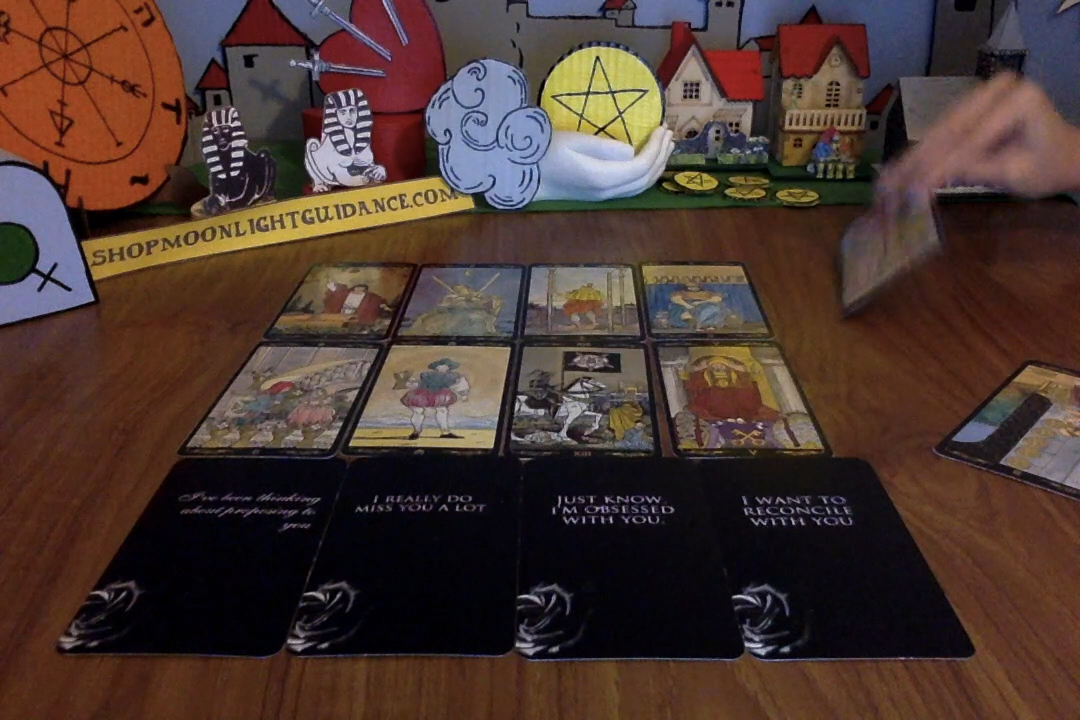 SHOPMOONLIGHTGUIDANCE.COM
I've been thinking
about proposing to
you
I REALLY DO
MISS YOU A LOT
JUST KNOW,
I'M OBSESSED
WITH YOU.
I WANT TO
RECONCILE
WITH YOU
XIII
V